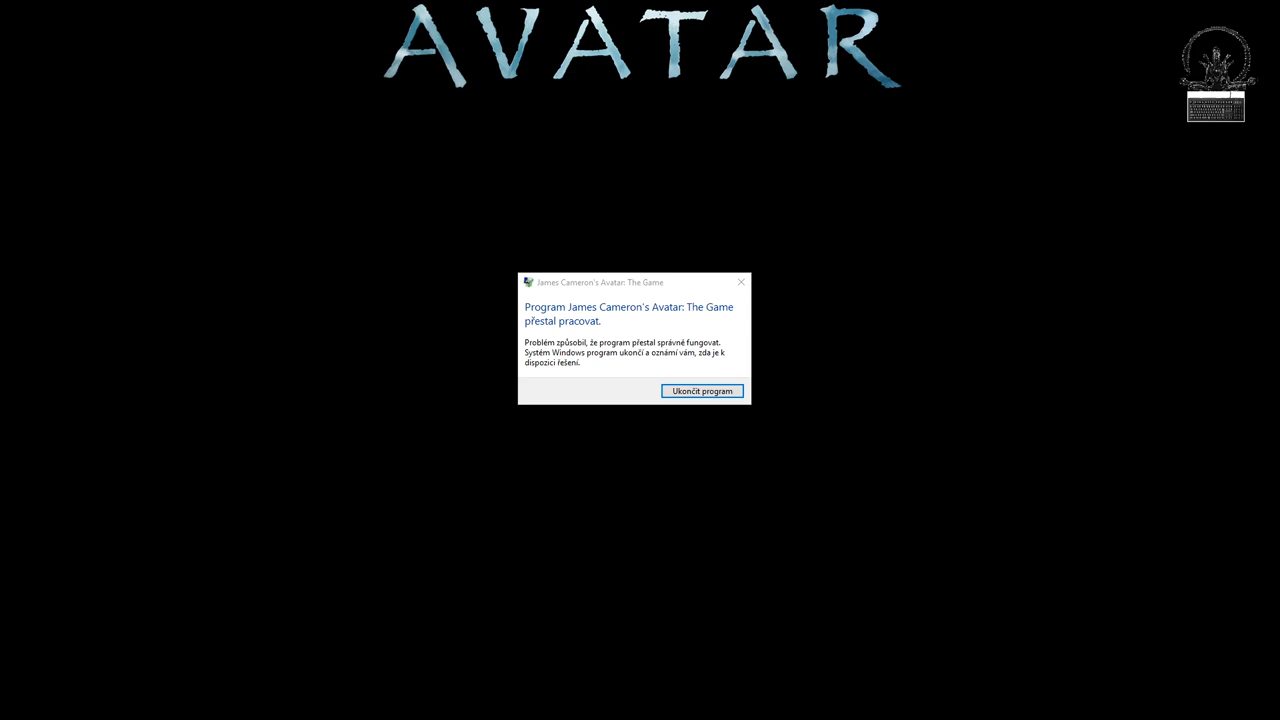 AVATAR
James Cameron's Avatar: The Game
Program James Cameron's Avatar: The Game
přestal pracovat.
Problém způsobil, že program přestal správně fungovat.
Systém Windows program ukončí a oznámí vám, zda je k
dispozici řešení.
Ukončit program